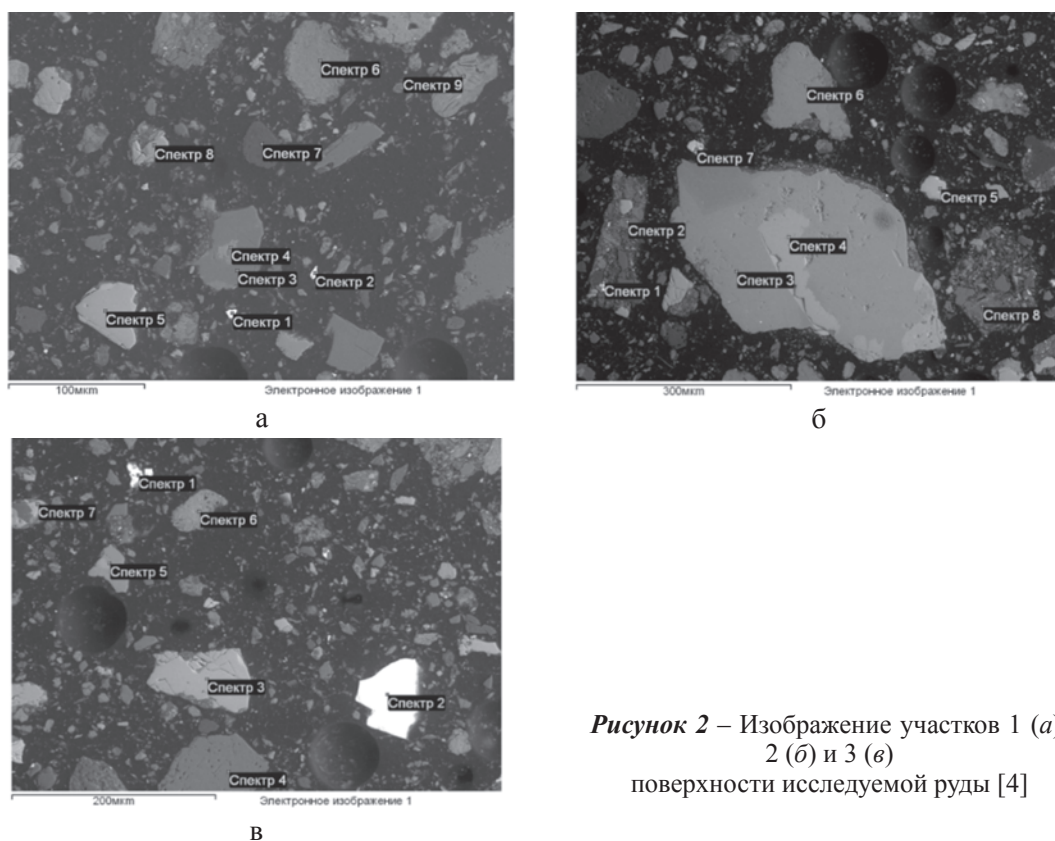 Спектр 6
Спектр 9
Спектр 8
Спектр 7
Спектр 4
Спектр 3
Спектр 2
Спектр 5
Спектр 1
100мкm
Электронное изображение 1
а
Спектр 6
Спектр 7
Спектр 5
Спектр 2
Спектр 4
Спектр 3
Спектр 1
Спектр 8
300мкm
Электронное изображение 1
б
Спектр 1
Спектр 7
Спектр 6
Спектр 5
Спектр 3
Спектр 2
Спектр 4
200мкm
Электронное изображение 1
в
Рисунок 2 – Изображение участков 1 (а)
2 (б) и 3 (в)
поверхности исследуемой руды [4]